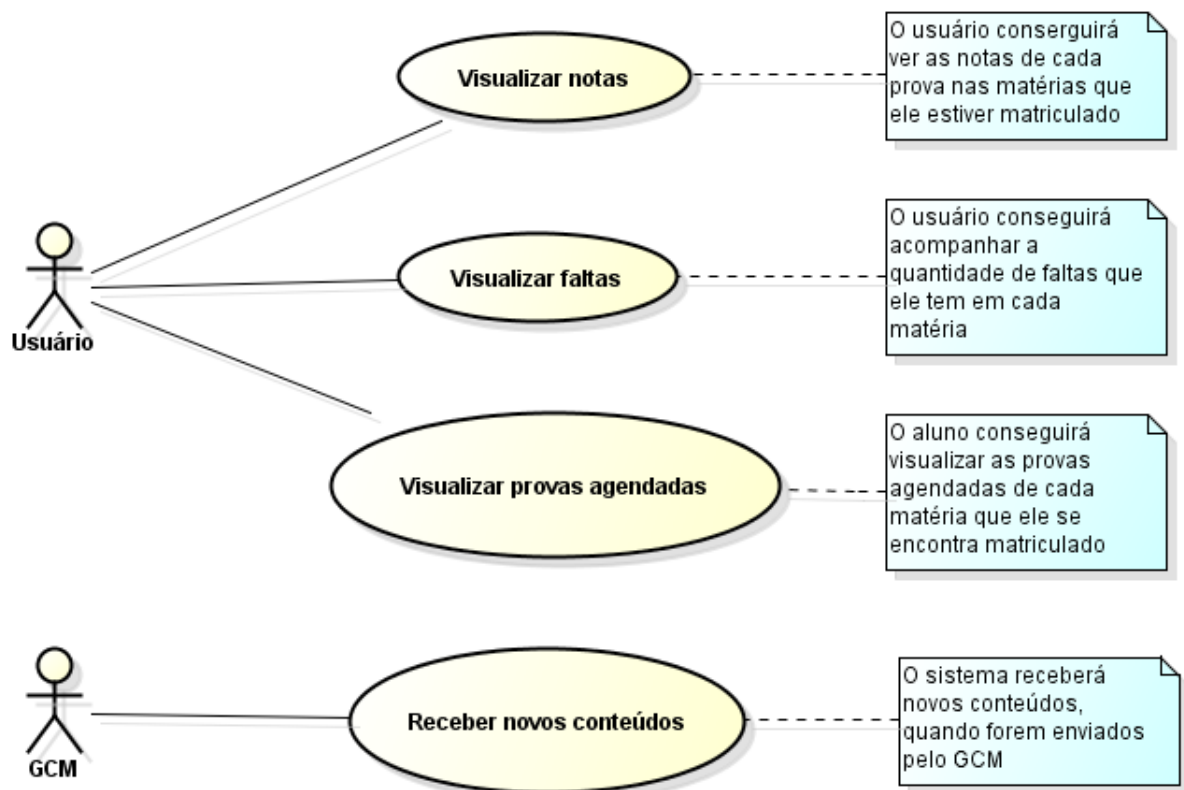 Visualizar notas
O usuário conserguirá
ver as notas de cada
prova nas matérias que
ele estiver matriculado
Usuário
Visualizar faltas
O usuário conseguirá
acompanhar a
quantidade de faltas que
ele tem em cada
matéria
Visualizar provas agendadas
O aluno conseguirá
visualizar as provas
agendadas de cada
matéria que ele se
encontra matriculado
GCM
Receber novos conteúdos
O sistema receberá
novos conteúdos,
quando forem enviados
pelo GCM